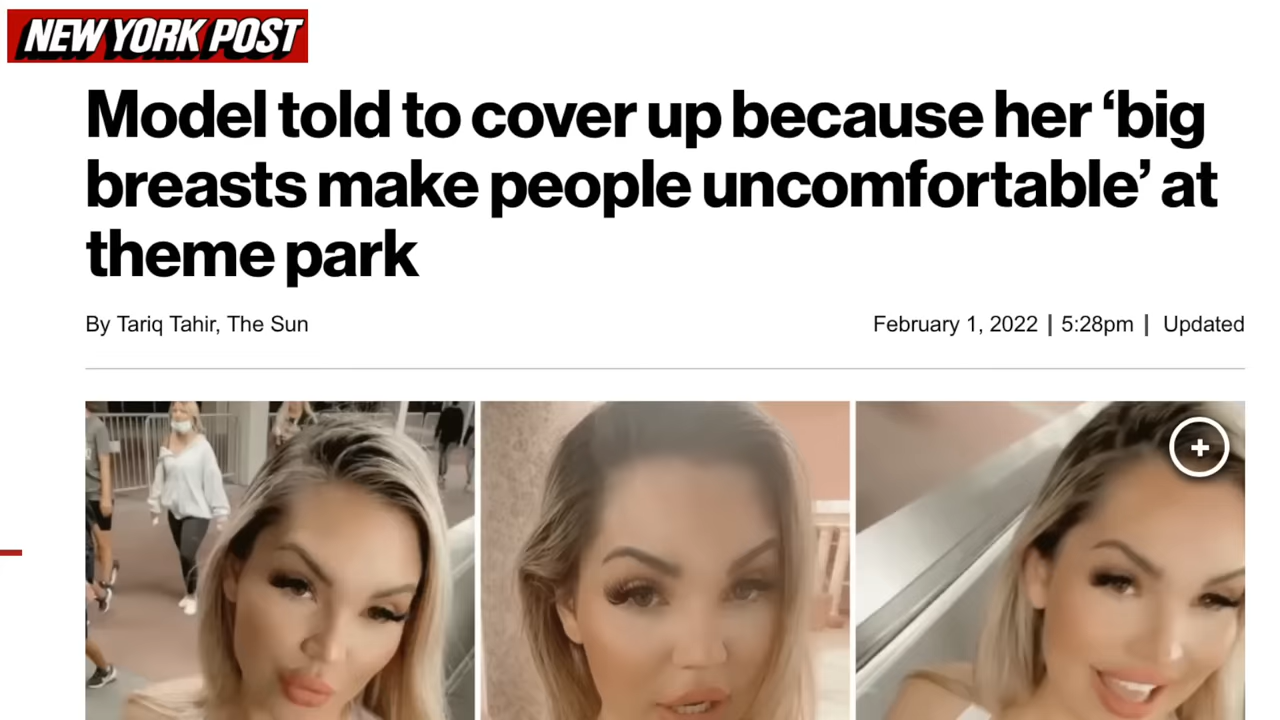 NEW YORK POST
Model told to cover up because her ‘big
breasts make people uncomfortable’ at
theme park
By Tariq Tahir, The Sun
February 1, 2022 | 5:28pm | Updated